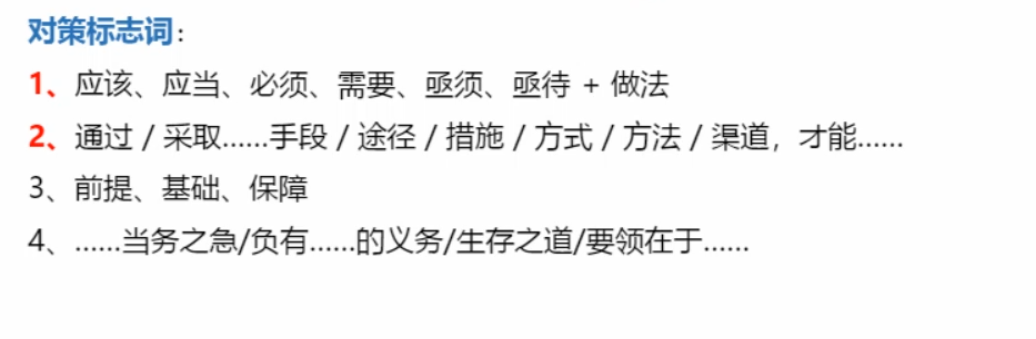 对策标志词：
1、应该、应当、必须、需要、亟须、亟待 + 做法
2、通过 / 采取……手段 / 途径 / 措施 / 方式 / 方法 / 渠道，才能……
3、前提、基础、保障
4、……当务之急/负有……的义务/生存之道/要领在于……